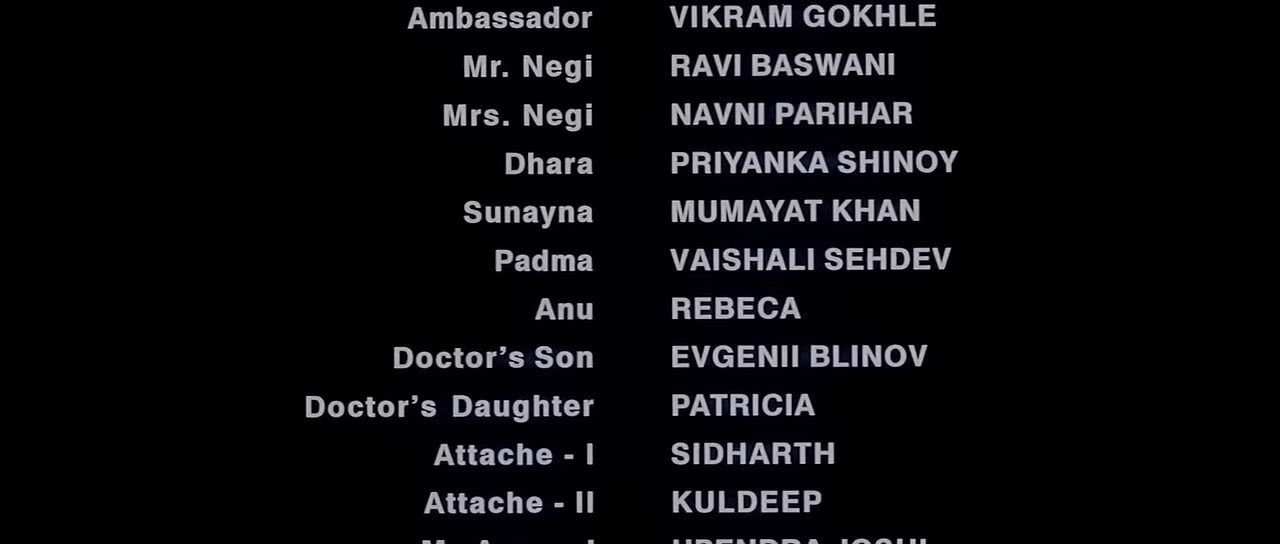 Ambassador VIKRAM GOKHLE
Mr. Negi RAVI BASWANI
Mrs. Negi NAVNI PARIHAR
Dhara PRIYANKA SHINOY
Sunayna MUMAYAT KHAN
Padma VAISHALI SEHDEV
Anu REBECA
Doctor’s Son EVGENII BLINOV
Doctor’s Daughter PATRICIA
Attache - I SIDHARTH
Attache - II KULDEEP